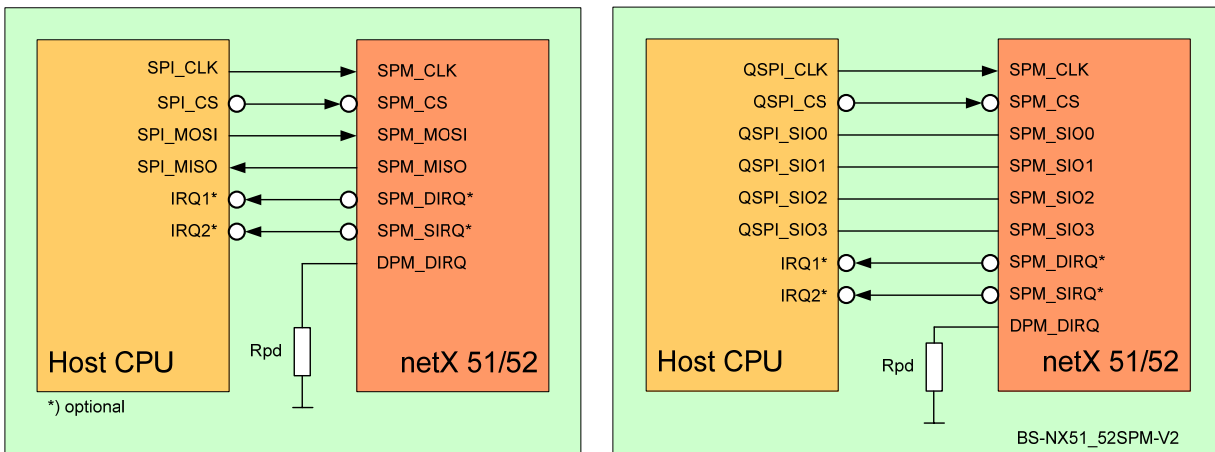 SPI_CLK SPM_CLK
SPI_CS SPM_CS
SPI_MOSI SPM_MOSI
SPI_MISO SPM_MISO
IRQ1* SPM_DIRQ*
IRQ2* SPM_SIRQ*
DPM_DIRQ
Rpd
Host CPU netX 51/52
*) optional
QSPI_CLK SPM_CLK
QSPI_CS SPM_CS
QSPI_SIO0 SPM_SIO0
QSPI_SIO1 SPM_SIO1
QSPI_SIO2 SPM_SIO2
QSPI_SIO3 SPM_SIO3
IRQ1* SPM_DIRQ*
IRQ2* SPM_SIRQ*
DPM_DIRQ
Rpd
Host CPU netX 51/52
BS-NX51_52SPM-V2